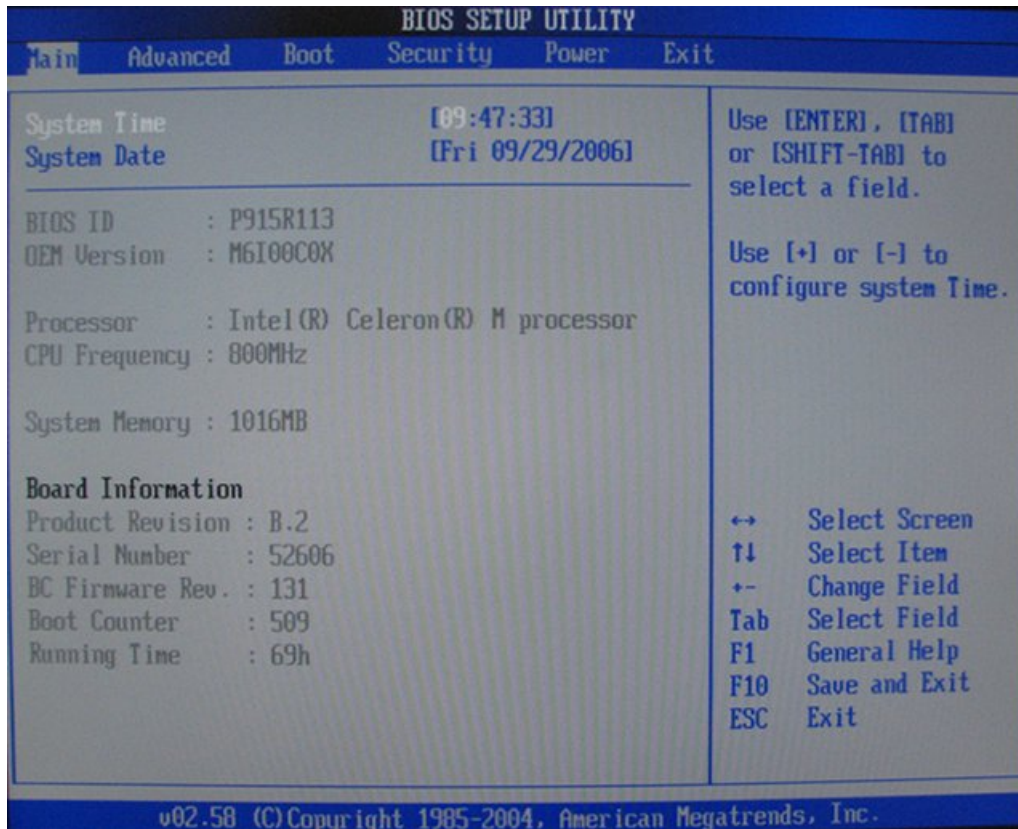 BIOS SETUP UTILITY
Main Advanced Boot Security Power Exit
System Time [09:47:33]
System Date [Fri 09/29/2006]
BIOS ID : P915R113
OEM Version : M6I00C0X
Processor : Intel(R) Celeron(R) M processor
CPU Frequency : 800MHz
System Memory : 1016MB
Board Information
Product Revision : B.2
Serial Number : 52606
BC Firmware Rev. : 131
Boot Counter : 509
Running Time : 69h
Use [ENTER], [TAB]
or [SHIFT-TAB] to
select a field.
Use [+] or [-] to
configure system Time.
↔ Select Screen
↑↓ Select Item
+- Change Field
Tab Select Field
F1 General Help
F10 Save and Exit
ESC Exit
v02.58 (C)Copyright 1985-2004, American Megatrends, Inc.